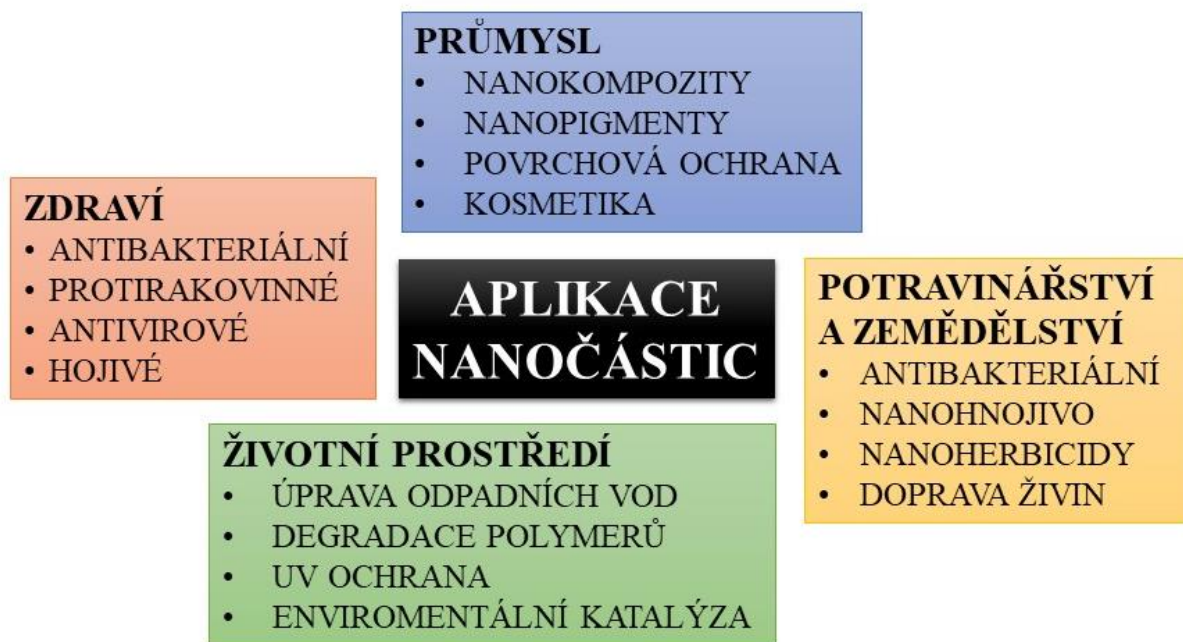 PRŮMYSL
• NANOKOMPOZITY
• NANOPIGMENTY
• POVRCHOVÁ OCHRANA
• KOSMETIKA
ZDRAVÍ
• ANTIBAKTERIÁLNÍ
• PROTIRAKOVINNÉ
• ANTIVIROVÉ
• HOJIVÉ
APLIKACE
NANOČÁSTIC
POTRAVINÁŘSTVÍ
A ZEMĚDĚLSTVÍ
• ANTIBAKTERIÁLNÍ
• NANOHNOJIVO
• NANOHERBICIDY
• DOPRAVA ŽIVIN
ŽIVOTNÍ PROSTŘEDÍ
• ÚPRAVA ODPADNÍCH VOD
• DEGRADACE POLYMERŮ
• UV OCHRANA
• ENVIROMENTÁLNÍ KATALÝZA